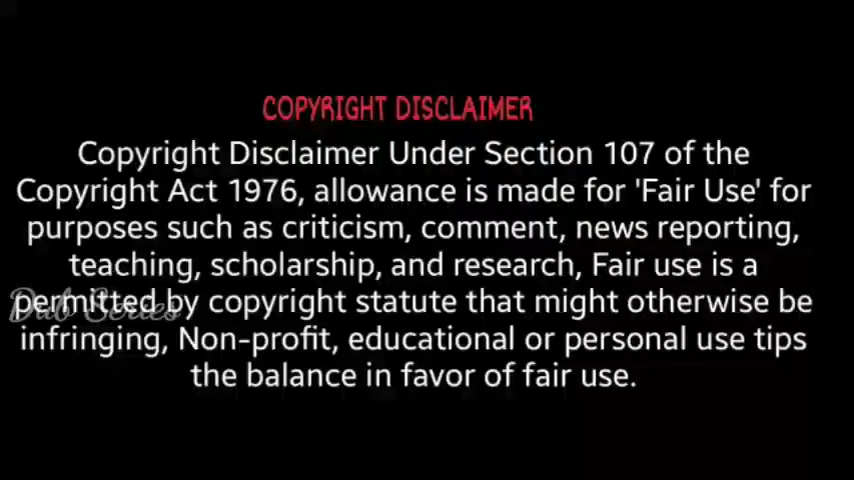 COPYRIGHT DISCLAIMER
Copyright Disclaimer Under Section 107 of the
Copyright Act 1976, allowance is made for 'Fair Use' for
purposes such as criticism, comment, news reporting,
teaching, scholarship, and research, Fair use is a
permitted by copyright statute that might otherwise be
Dub Series
infringing, Non-profit, educational or personal use tips
the balance in favor of fair use.